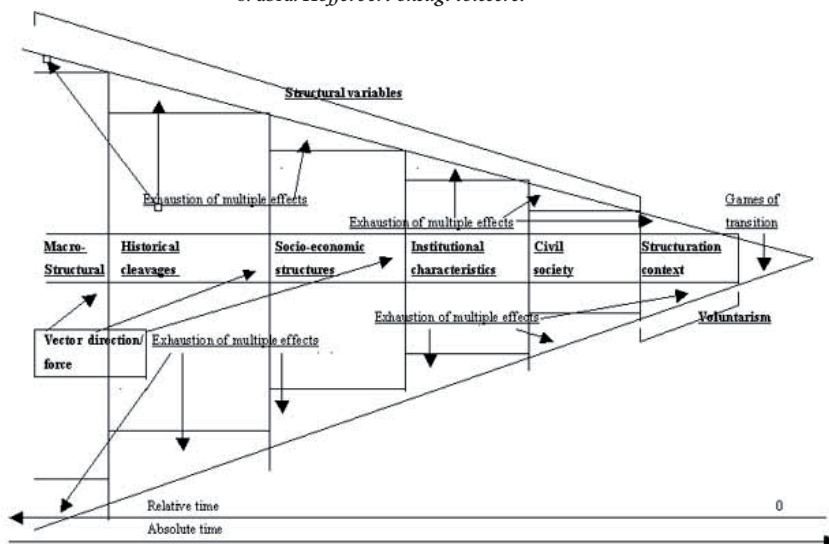 Structural variables
Exhaustion of multiple effects
Games of
transition
Exhaustion of multiple effects
Macro-
Structural
Historical
cleavages
Socio-economic
structures
Institutional
characteristics
Civil
society
Structuration
context
Exhaustion of multiple effects
Voluntarism
Vector direction/
force
Exhaustion of multiple effects
Relative time
0
Absolute time